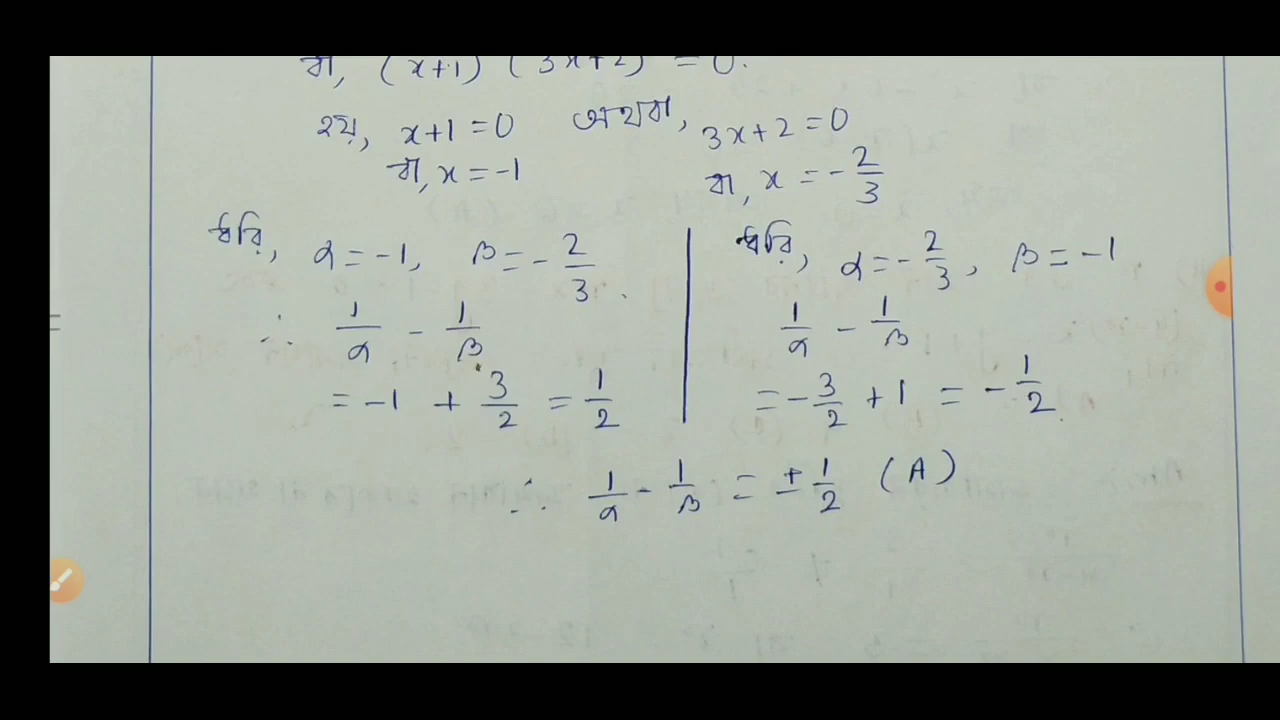 বা, (x+1) (3x+2) = 0.
হয়, x+1 = 0 অথবা, 3x+2 = 0
বা, x = -1 বা, x = -2/3
ধরি, α = -1, β = -2/3.
∴ 1/α - 1/β
= -1 + 3/2 = 1/2
ধরি, α = -2/3, β = -1
1/α - 1/β
= -3/2 + 1 = -1/2
∴ 1/α - 1/β = ± 1/2 (A)